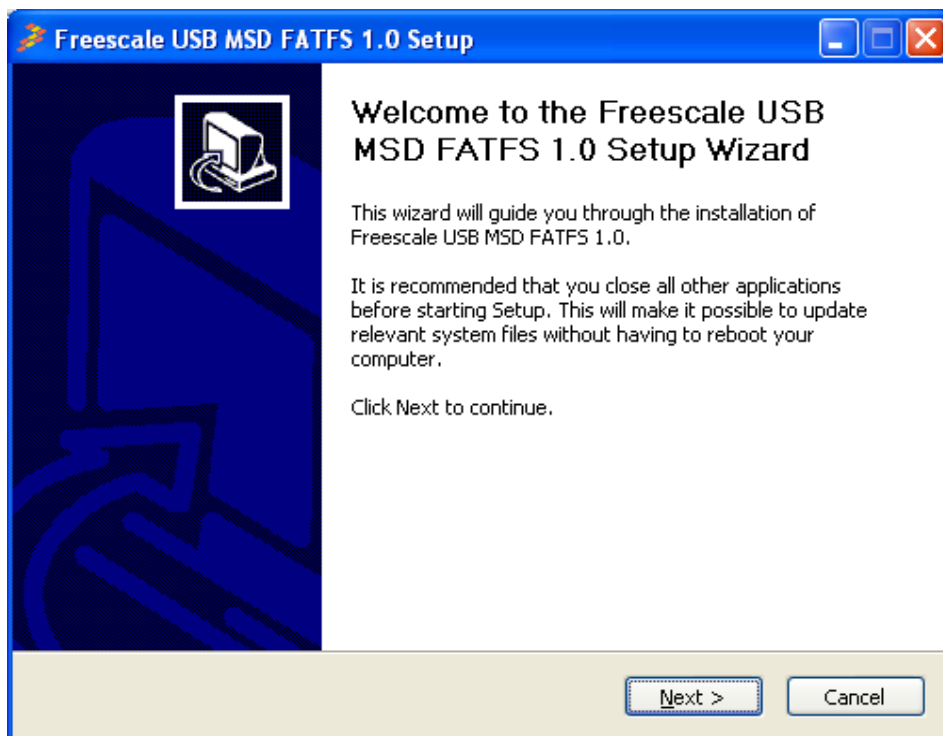 Freescale USB MSD FATFS 1.0 Setup
Welcome to the Freescale USB
MSD FATFS 1.0 Setup Wizard
This wizard will guide you through the installation of
Freescale USB MSD FATFS 1.0.
It is recommended that you close all other applications
before starting Setup. This will make it possible to update
relevant system files without having to reboot your
computer.
Click Next to continue.
Next >
Cancel